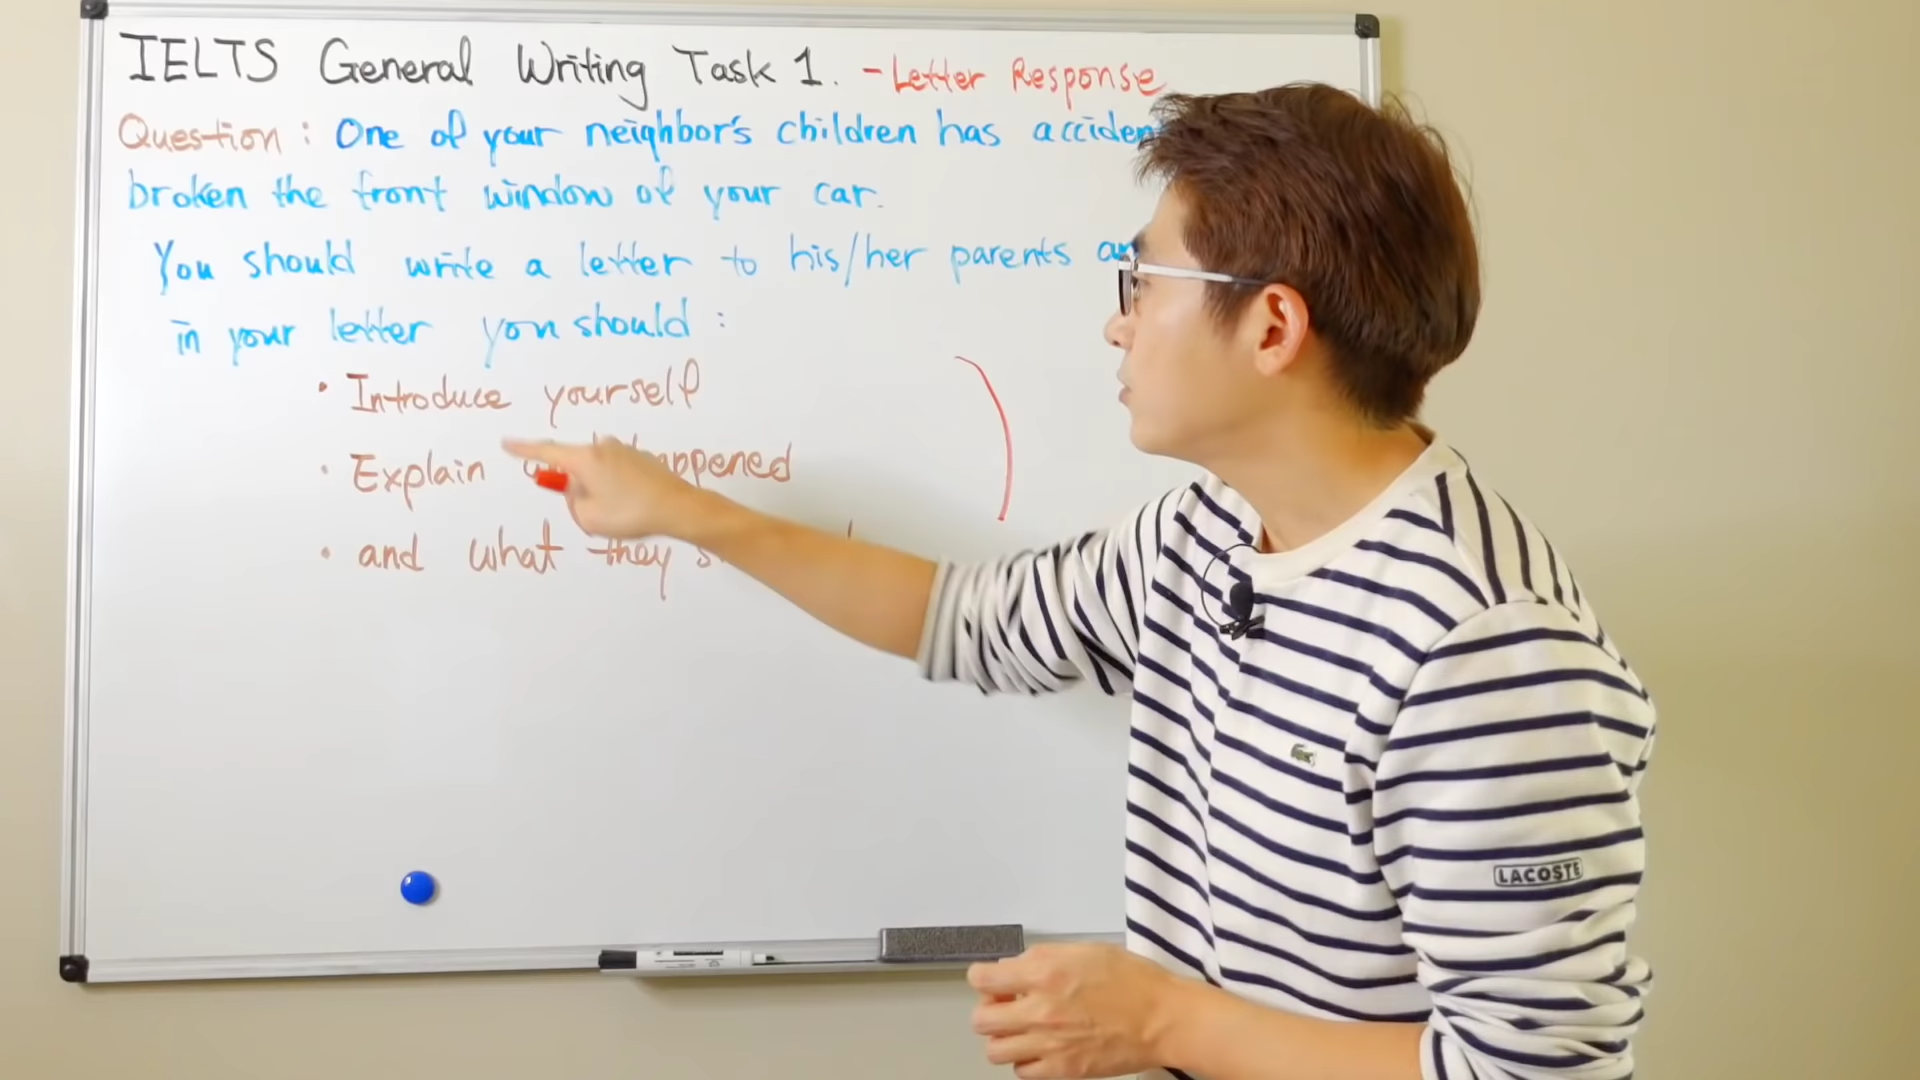 IELTS General Writing Task 1. - Letter Response
Question : One of your neighbor's children has acciden
broken the front window of your car.
You should write a letter to his/her parents an
in your letter you should :
• Introduce yourself
• Explain happened
• and what they s
LACOSTE